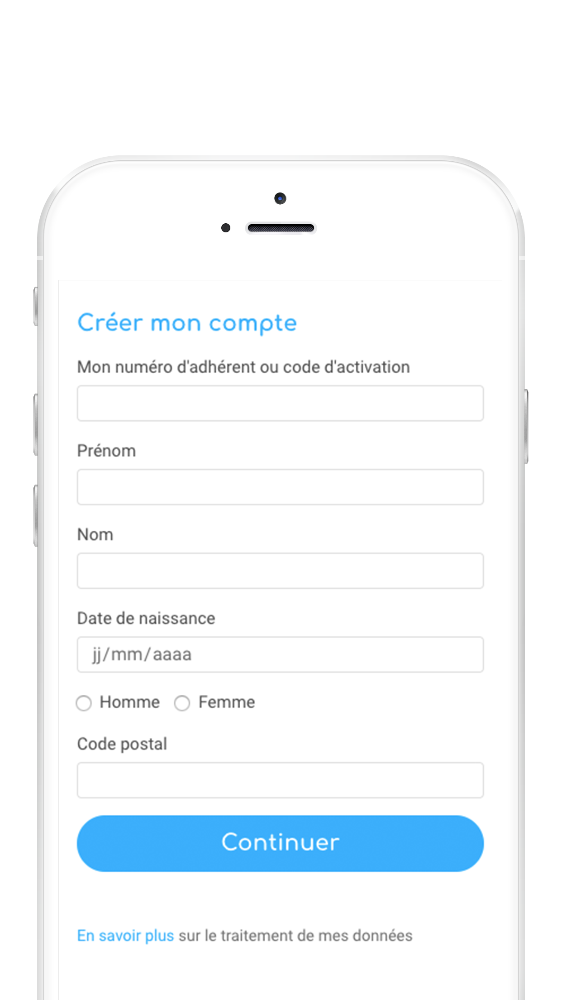 Créer mon compte
Mon numéro d'adhérent ou code d'activation
Prénom
Nom
Date de naissance
jj/mm/aaaa
Homme Femme
Code postal
Continuer
En savoir plus sur le traitement de mes données